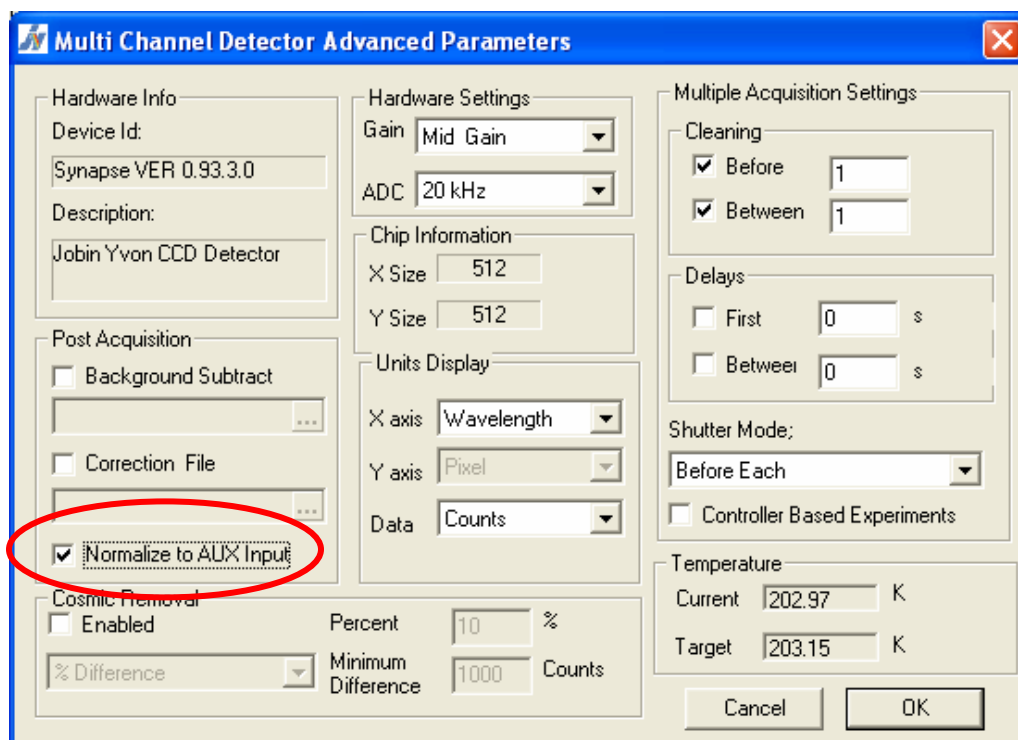 Multi Channel Detector Advanced Parameters
Hardware Info
Device Id:
Synapse VER 0.93.3.0
Description:
Jobin Yvon CCD Detector
Post Acquisition
Background Subtract
...
Correction File
...
Normalize to AUX Input
Hardware Settings
Gain Mid Gain
ADC 20 kHz
Chip Information
X Size 512
Y Size 512
Units Display
X axis Wavelength
Y axis Pixel
Data Counts
Multiple Acquisition Settings
Cleaning
Before 1
Between 1
Delays
First 0 s
Betweei 0 s
Shutter Mode;
Before Each
Controller Based Experiments
Cosmic Removal
Enabled
% Difference
Percent 10 %
Minimum
Difference 1000 Counts
Temperature
Current 202.97 K
Target 203.15 K
Cancel OK